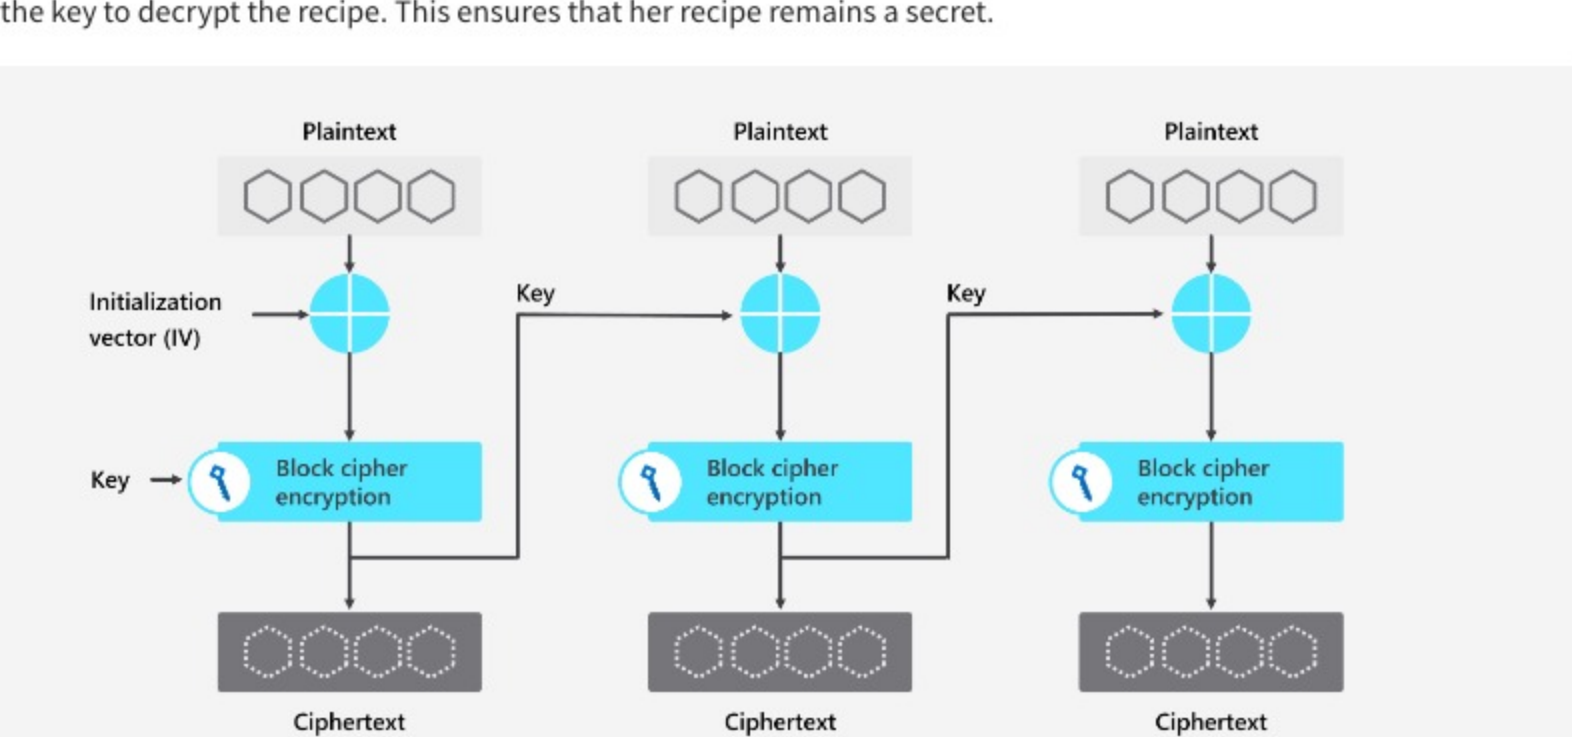 the key to decrypt the recipe. This ensures that her recipe remains a secret.
Plaintext
Plaintext
Plaintext
Initialization
vector (IV)
Key
Key
Key
Block cipher
encryption
Block cipher
encryption
Block cipher
encryption
Ciphertext
Ciphertext
Ciphertext